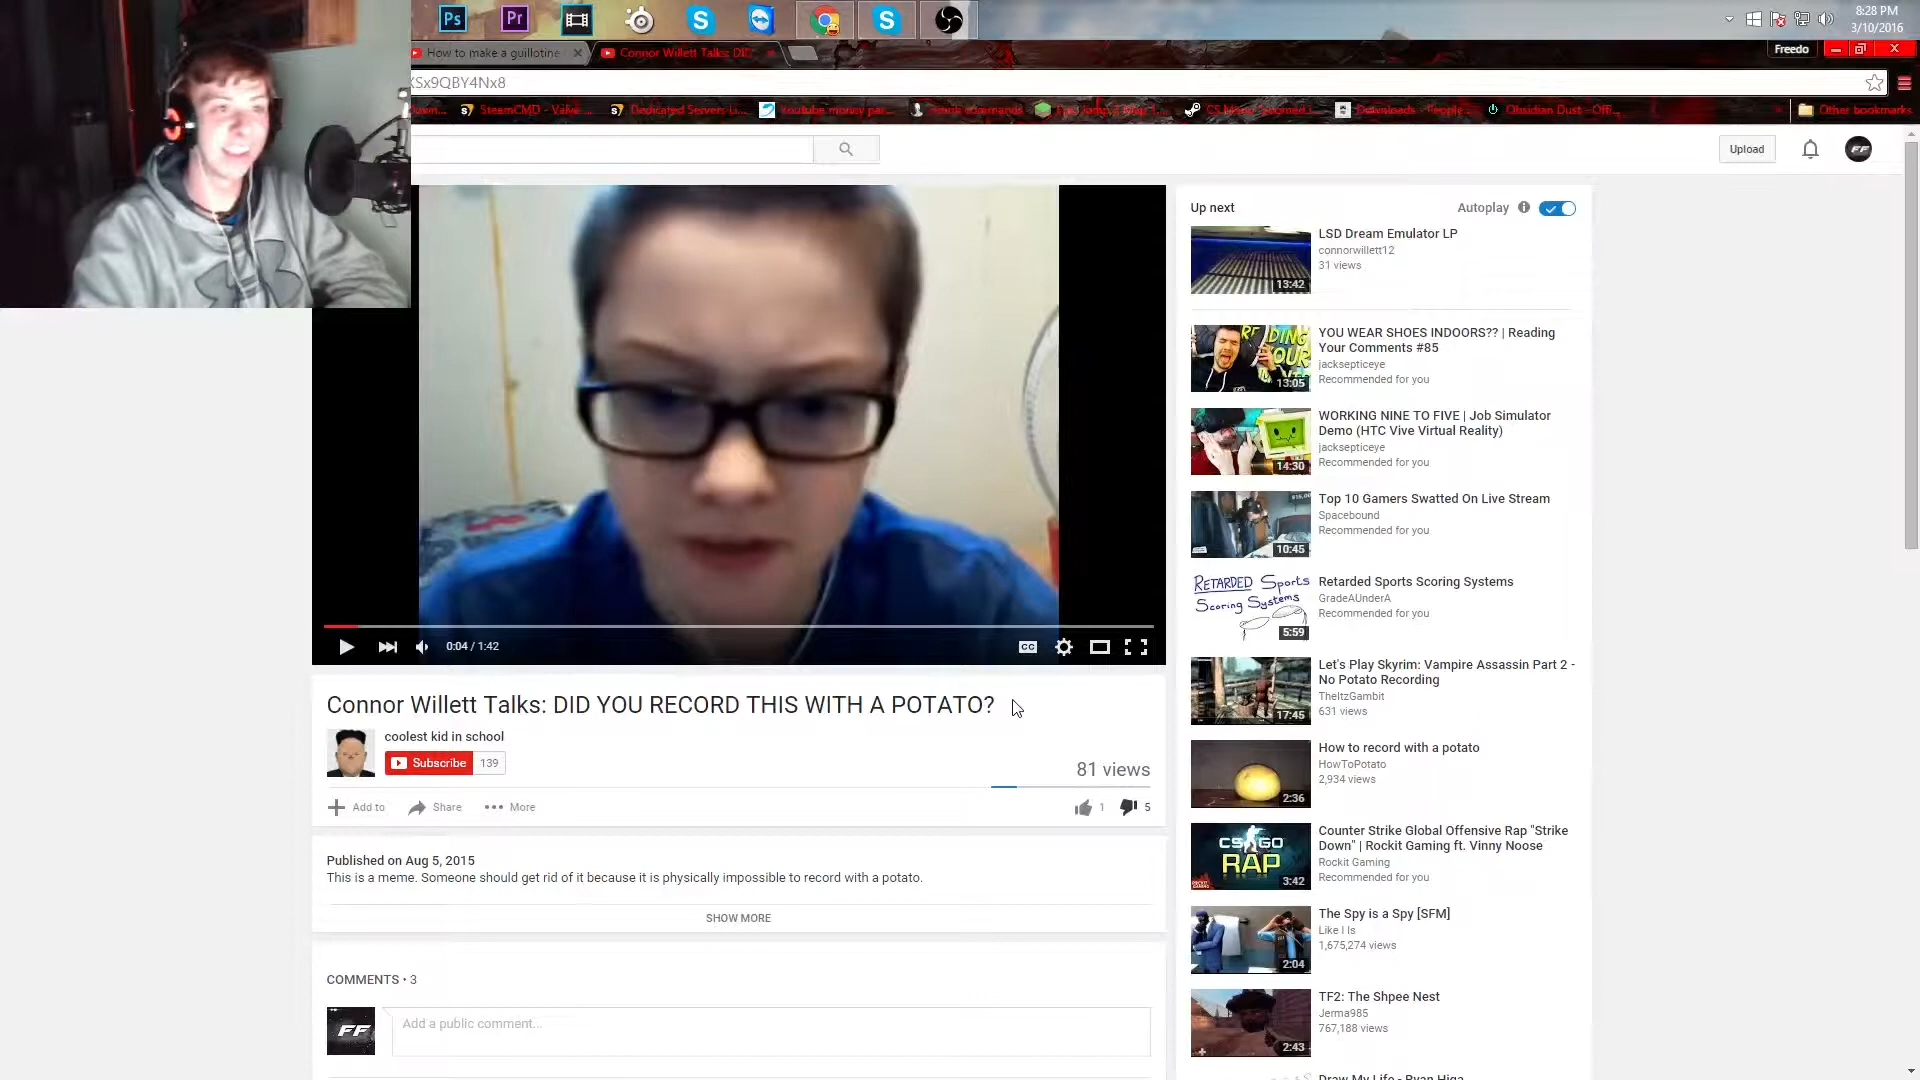 Ps
Pr
8:28 PM
3/10/2016
How to make a guillotine
Connor Willett Talks: DI
Freedo
Sx9QBY4Nx8
SteamCMD - Valve ...
Dedicated Servers Li...
Youtube money par...
Downloads - People...
Obsidian Dust - Offi...
Other bookmarks
Upload
FF
Up next
Autoplay
LSD Dream Emulator LP
connorwillett12
31 views
13:42
YOU WEAR SHOES INDOORS?? | Reading
Your Comments #85
jacksepticeye
Recommended for you
13:05
WORKING NINE TO FIVE | Job Simulator
Demo (HTC Vive Virtual Reality)
jacksepticeye
Recommended for you
14:30
Top 10 Gamers Swatted On Live Stream
Spacebound
Recommended for you
10:45
RETARDED Sports
Scoring Systems
Retarded Sports Scoring Systems
GradeAUnderA
Recommended for you
5:59
0:04 / 1:42
CC
Let's Play Skyrim: Vampire Assassin Part 2 -
No Potato Recording
TheItzGambit
631 views
17:45
Connor Willett Talks: DID YOU RECORD THIS WITH A POTATO?
coolest kid in school
Subscribe 139
81 views
Add to
Share
More
1
5
How to record with a potato
HowToPotato
2,934 views
2:36
CS GO
RAP
Counter Strike Global Offensive Rap "Strike
Down" | Rockit Gaming ft. Vinny Noose
Rockit Gaming
Recommended for you
3:42
Published on Aug 5, 2015
This is a meme. Someone should get rid of it because it is physically impossible to record with a potato.
SHOW MORE
The Spy is a Spy [SFM]
Like I Is
1,675,274 views
2:04
COMMENTS • 3
FF
Add a public comment...
TF2: The Shpee Nest
Jerma985
767,188 views
2:43
Draw My Life - Ryan Higa